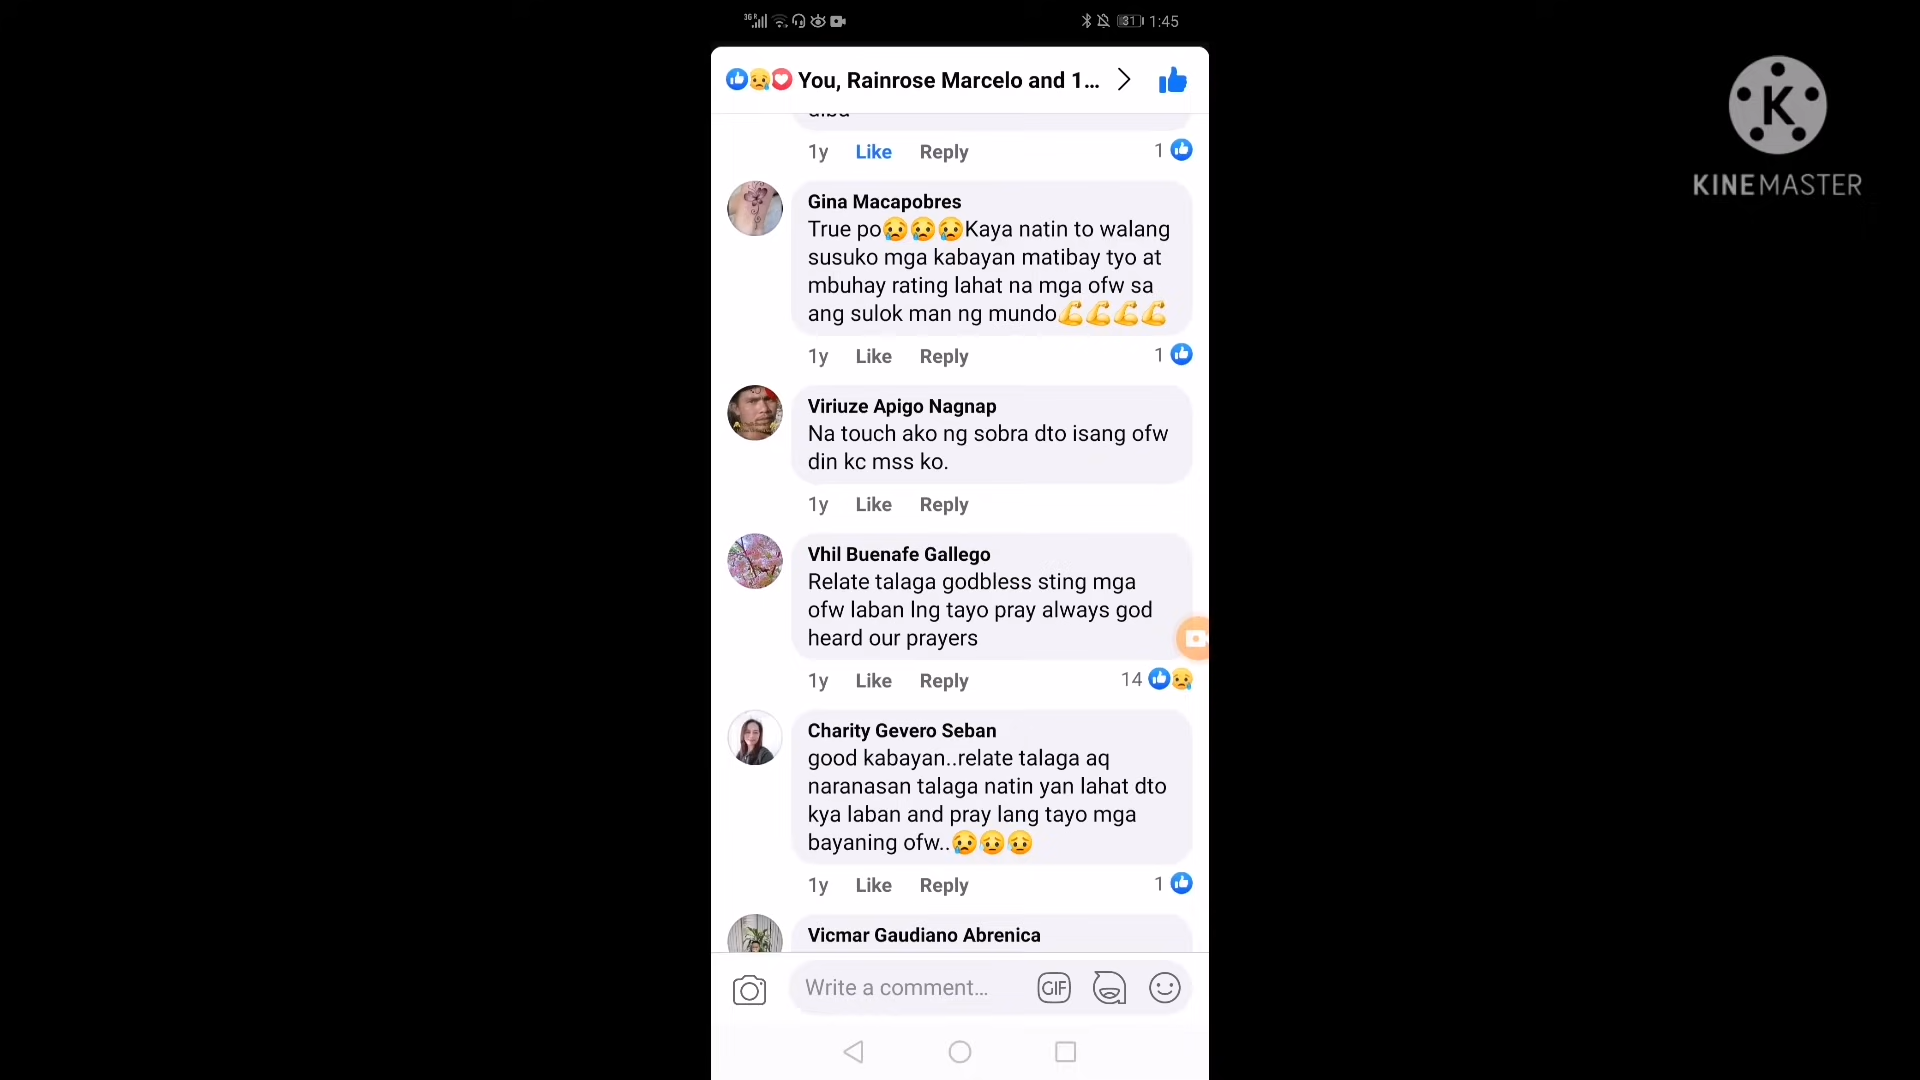 3G R
31 1:45
You, Rainrose Marcelo and 1...
1y Like Reply 1
Gina Macapobres
True po😥😥😥Kaya natin to walang
susuko mga kabayan matibay tyo at
mbuhay rating lahat na mga ofw sa
ang sulok man ng mundo💪💪💪💪
1y Like Reply 1
Viriuze Apigo Nagnap
Na touch ako ng sobra dto isang ofw
din kc mss ko.
1y Like Reply
Vhil Buenafe Gallego
Relate talaga godbless sting mga
ofw laban lng tayo pray always god
heard our prayers
1y Like Reply 14
Charity Gevero Seban
good kabayan..relate talaga aq
naranasan talaga natin yan lahat dto
kya laban and pray lang tayo mga
bayaning ofw..😥😓😓
1y Like Reply 1
Vicmar Gaudiano Abrenica
Write a comment... GIF
K
KINEMASTER